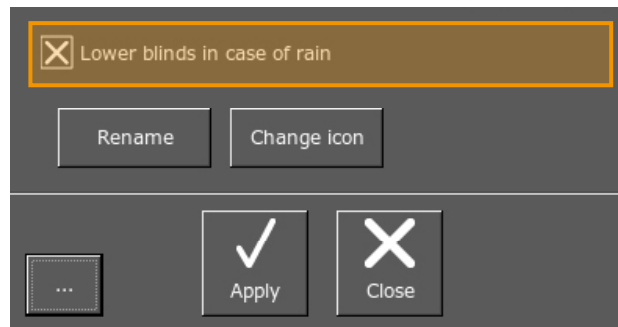 Lower blinds in case of rain
Rename
Change icon
...
Apply
Close